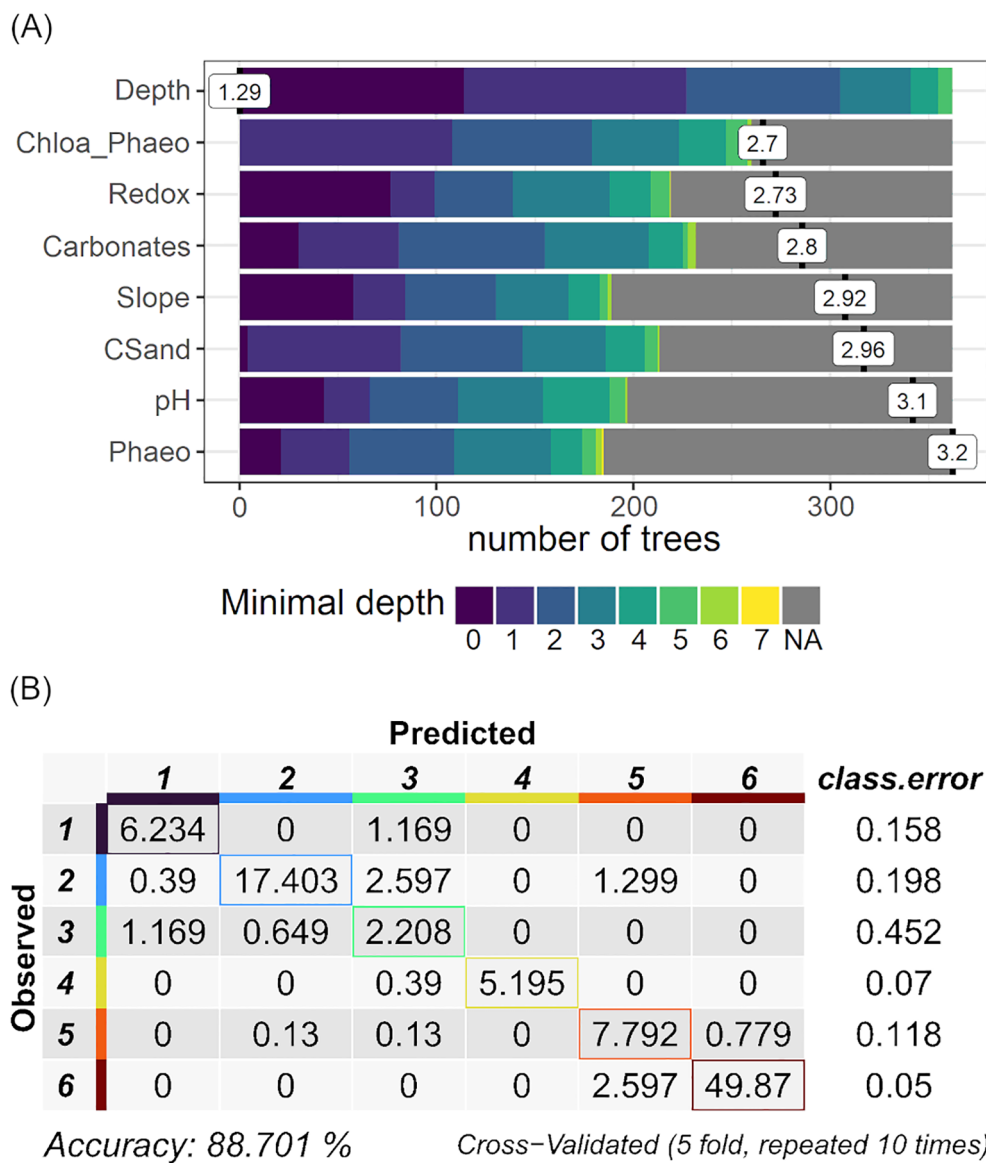 (A)
Depth 1.29
Chloa_Phaeo 2.7
Redox 2.73
Carbonates 2.8
Slope 2.92
CSand 2.96
pH 3.1
Phaeo 3.2
0 100 200 300
number of trees
Minimal depth
0 1 2 3 4 5 6 7 NA
(B)
Predicted
1 2 3 4 5 6 class.error
Observed
1 6.234 0 1.169 0 0 0 0.158
2 0.39 17.403 2.597 0 1.299 0 0.198
3 1.169 0.649 2.208 0 0 0 0.452
4 0 0 0.39 5.195 0 0 0.07
5 0 0.13 0.13 0 7.792 0.779 0.118
6 0 0 0 0 2.597 49.87 0.05
Accuracy: 88.701 % Cross−Validated (5 fold, repeated 10 times)